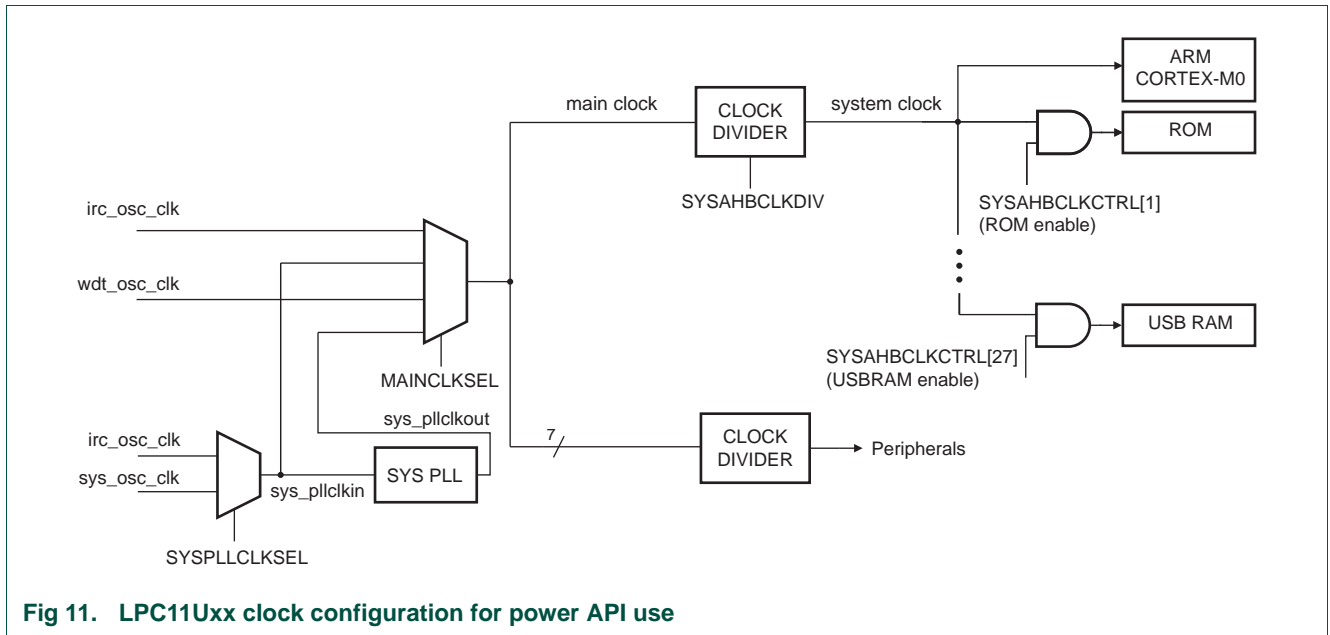 ARM
CORTEX-M0
main clock
CLOCK
DIVIDER
system clock
ROM
SYSAHBCLKDIV
SYSAHBCLKCTRL[1]
(ROM enable)
irc_osc_clk
wdt_osc_clk
USB RAM
SYSAHBCLKCTRL[27]
(USBRAM enable)
MAINCLKSEL
sys_pllclkout
irc_osc_clk
sys_osc_clk
sys_pllclkin
SYS PLL
7
CLOCK
DIVIDER
Peripherals
SYSPLLCLKSEL
Fig 11. LPC11Uxx clock configuration for power API use